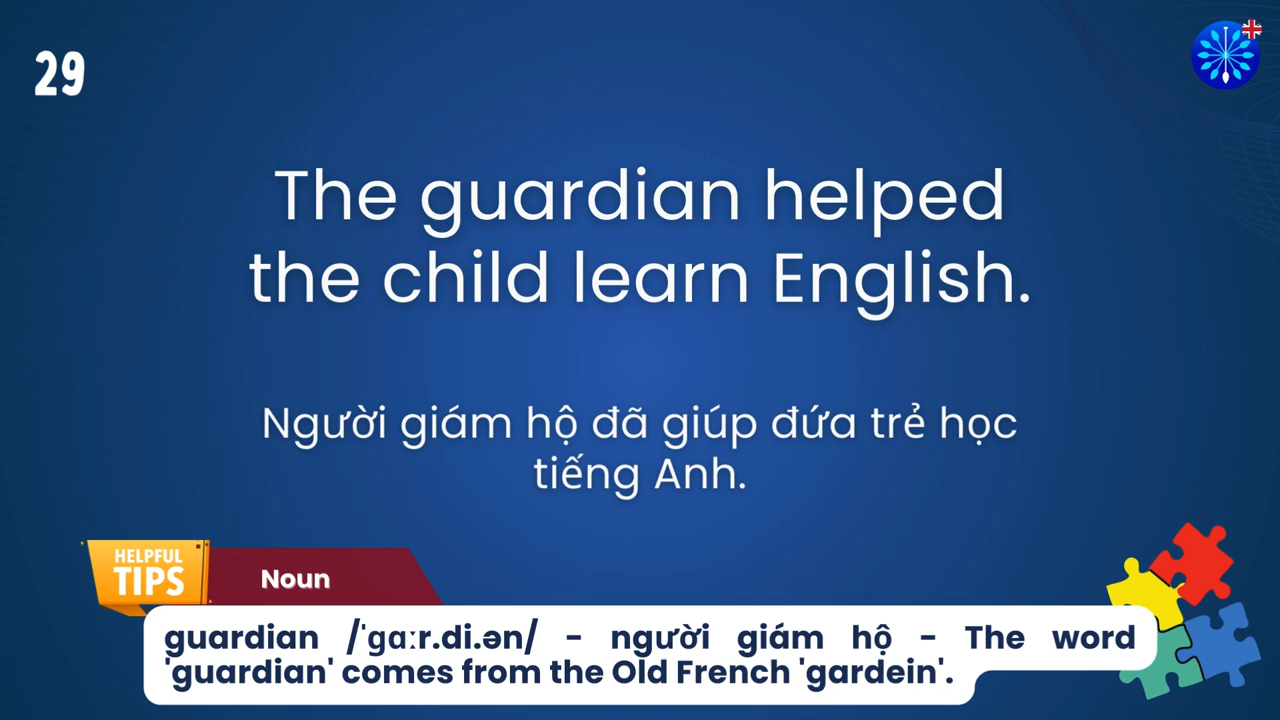 29
The guardian helped
the child learn English.
Người giám hộ đã giúp đứa trẻ học
tiếng Anh.
HELPFUL
TIPS
Noun
guardian /ˈɡɑːr.di.ən/ - người giám hộ - The word
'guardian' comes from the Old French 'gardein'.